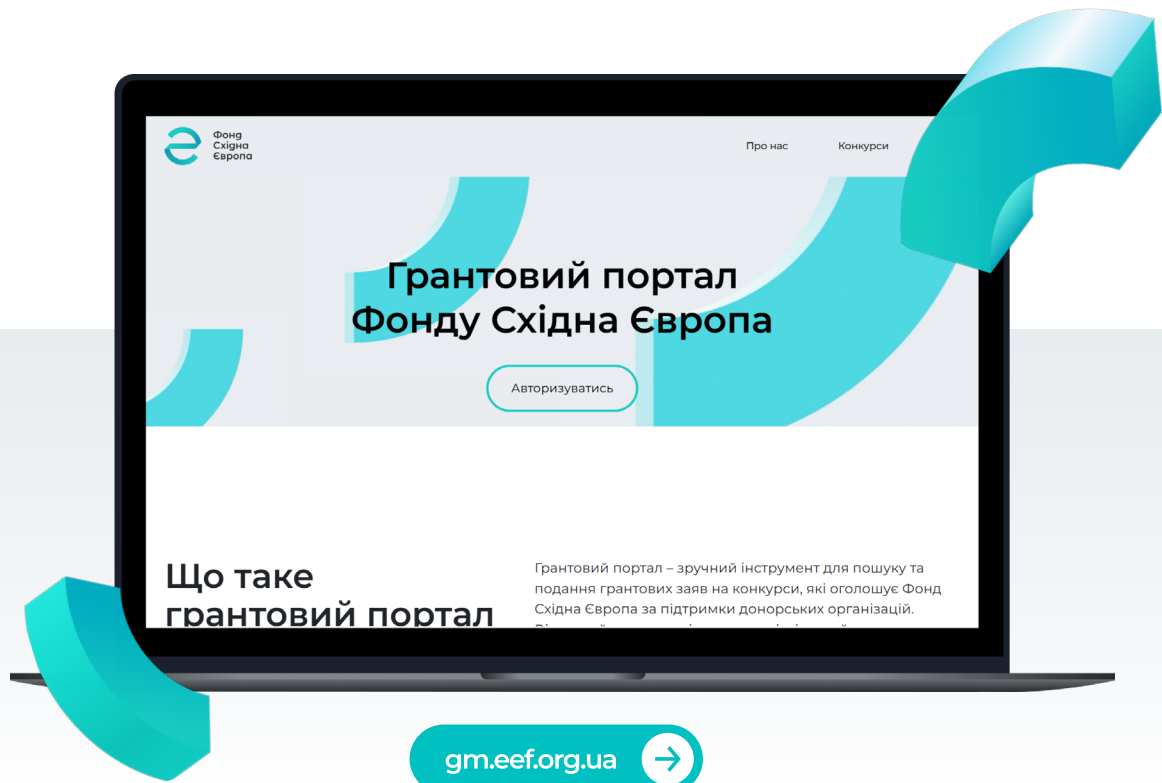 Фонд
Східна
Європа
Про нас
Конкурси
Грантовий портал
Фонду Східна Європа
Авторизуватись
Що таке
грантовий портал
Грантовий портал – зручний інструмент для пошуку та
подання грантових заяв на конкурси, які оголошує Фонд
Східна Європа за підтримки донорських організацій.
gm.eef.org.ua